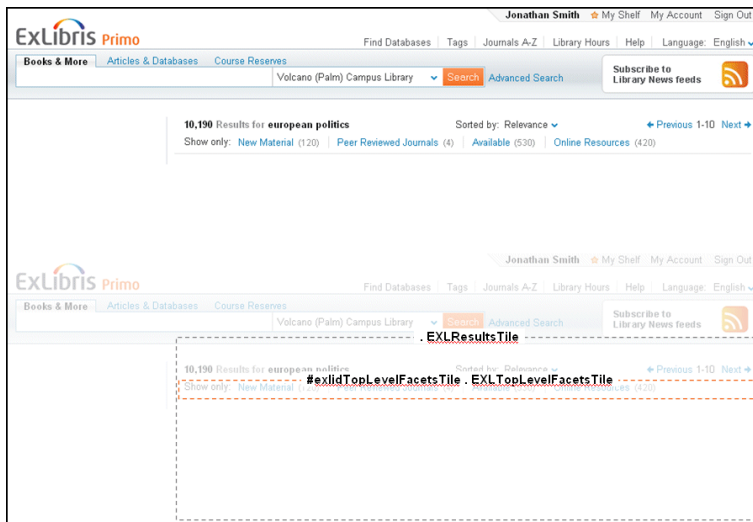 Jonathan Smith My Shelf My Account Sign Out
ExLibris Primo
Find Databases Tags Journals A-Z Library Hours Help Language: English
Books & More Articles & Databases Course Reserves
Volcano (Palm) Campus Library Search Advanced Search
Subscribe to
Library News feeds
10,190 Results for european politics Sorted by: Relevance Previous 1-10 Next
Show only: New Material (120) Peer Reviewed Journals (4) Available (530) Online Resources (420)
Jonathan Smith My Shelf My Account Sign Out
ExLibris Primo
Find Databases Tags Journals A-Z Library Hours Help Language: English
Books & More Articles & Databases Course Reserves
Volcano (Palm) Campus Library Search Advanced Search
Subscribe to
Library News feeds
. EXLResultsTile
10,190 Results for european politics Sorted by: Relevance Previous 1-10 Next
#exlidTopLevelFacetsTile . EXLTopLevelFacetsTile
Show only: New Material Peer Reviewed Journals Available Online Resources (420)